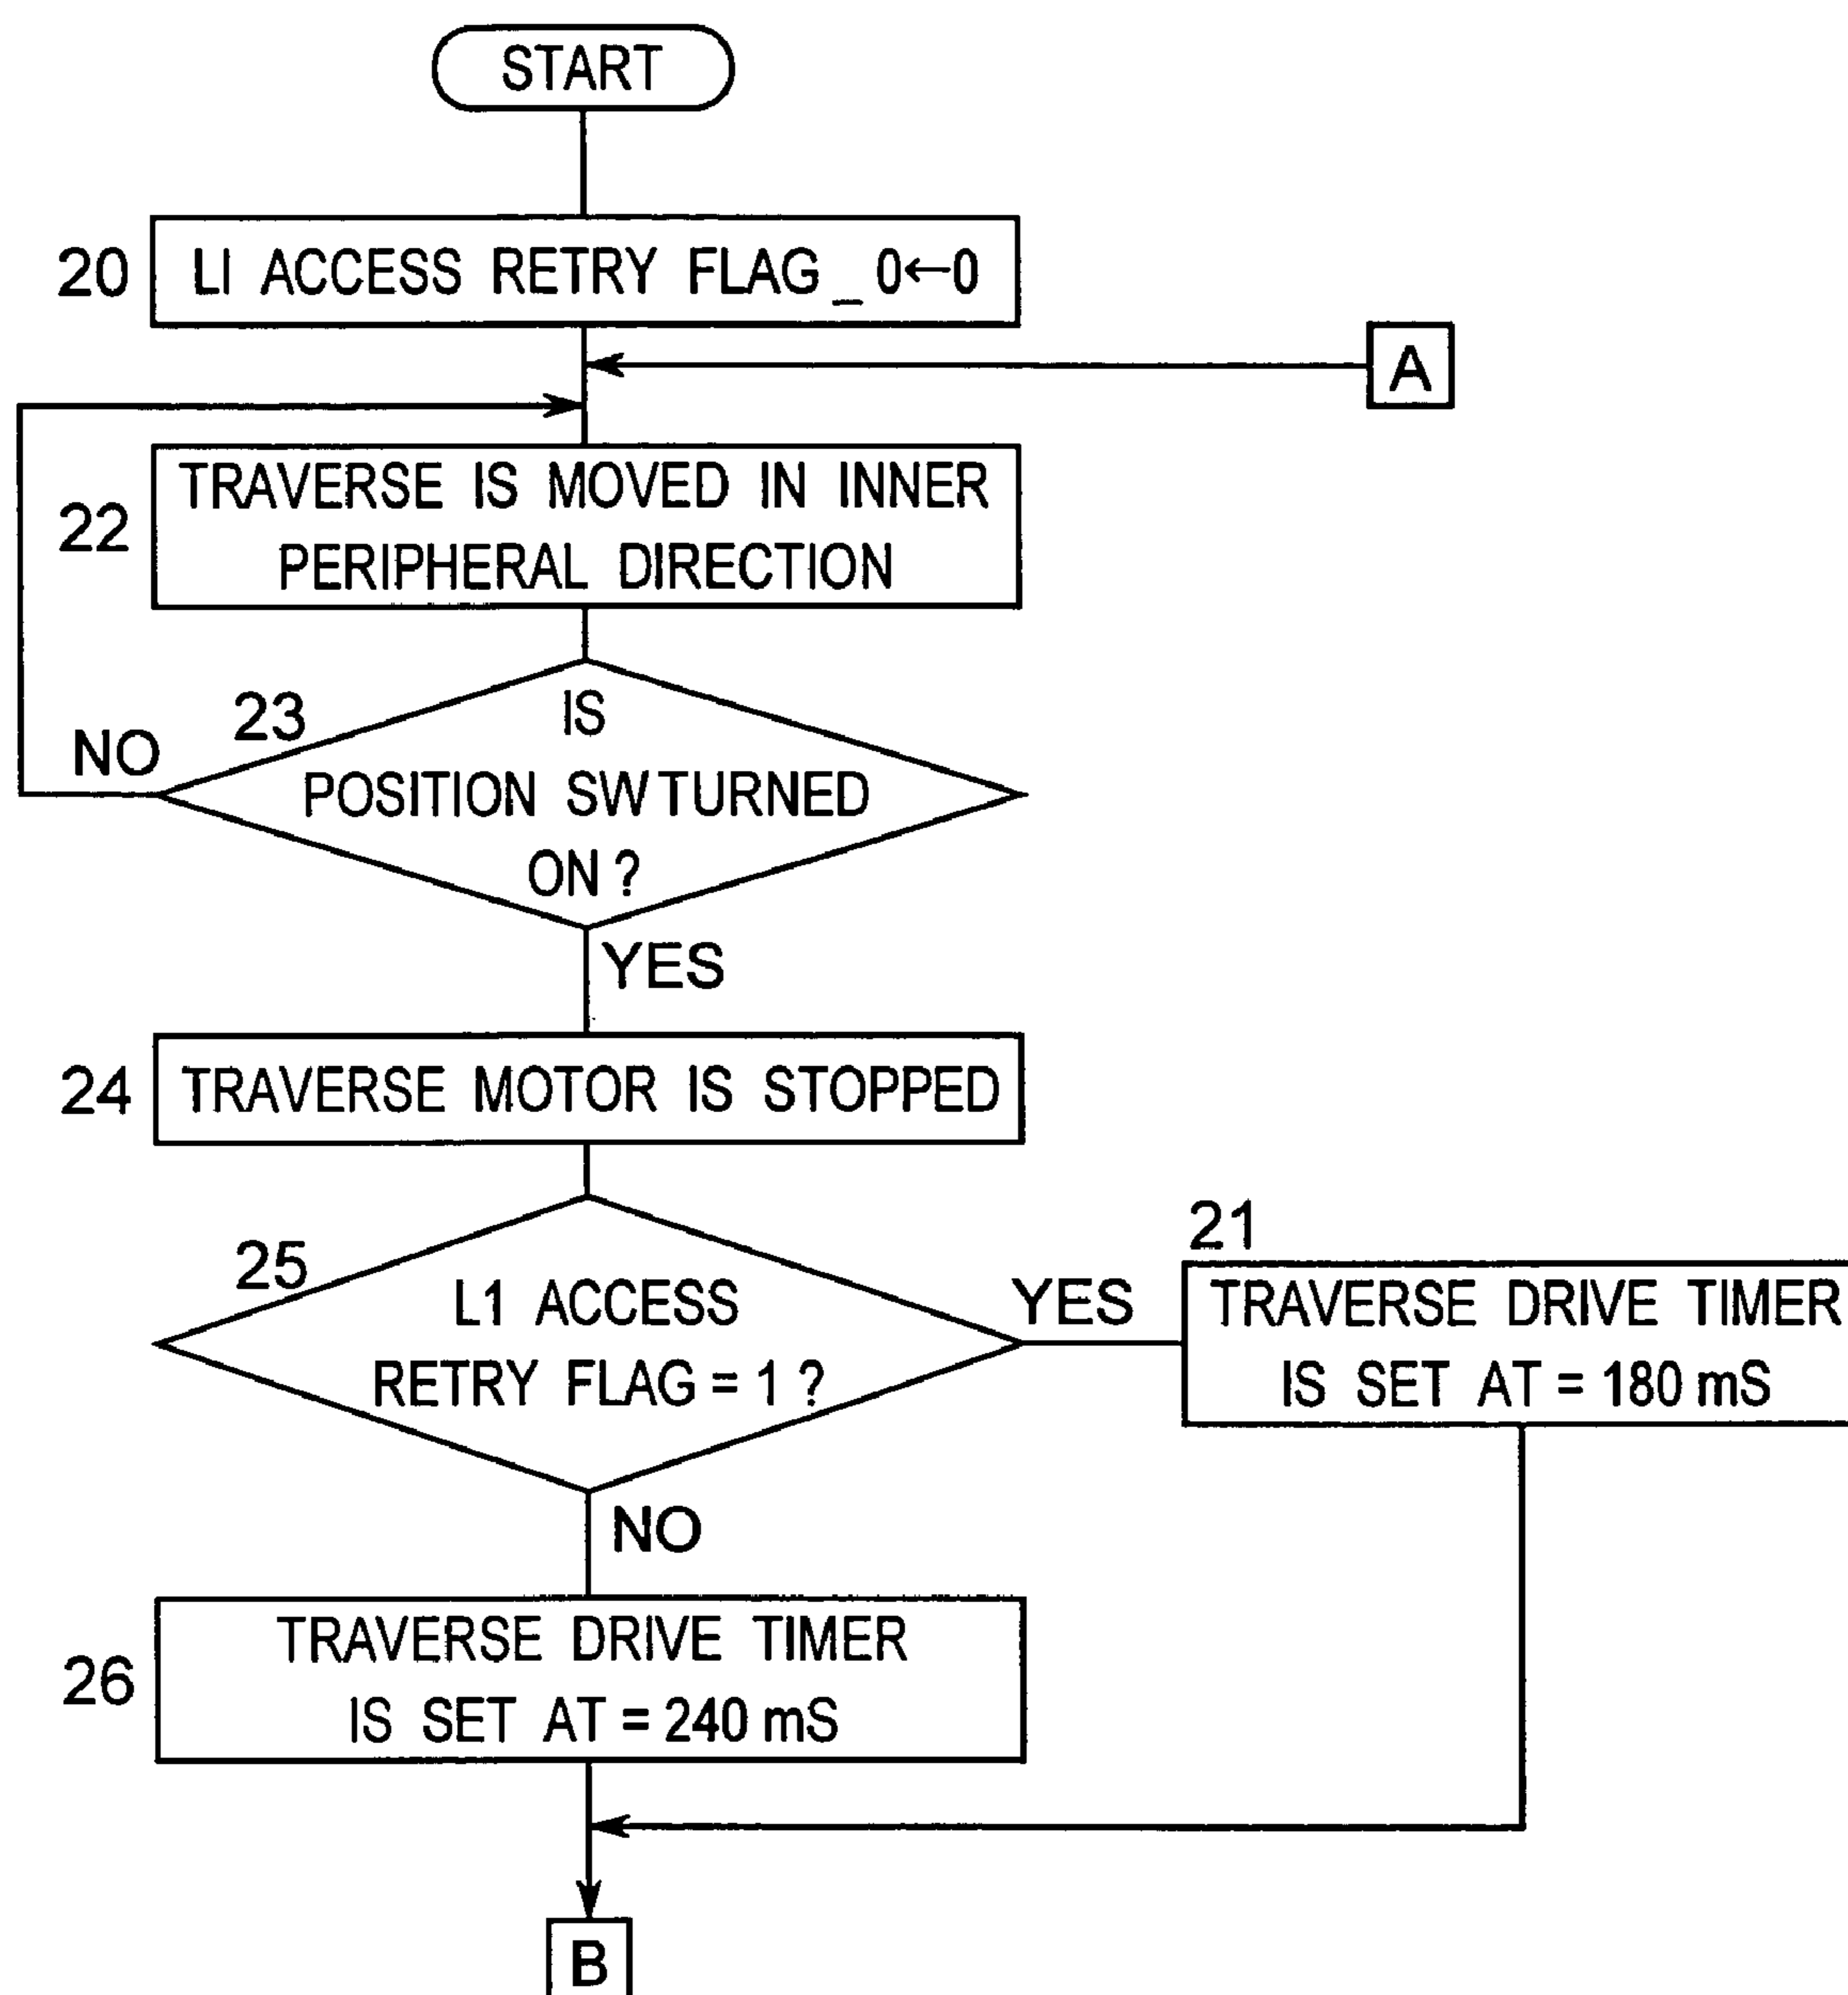 START
20
LI ACCESS RETRY FLAG _ 0←0
A
22
TRAVERSE IS MOVED IN INNER
PERIPHERAL DIRECTION
23
NO
IS
POSITION SW TURNED
ON ?
YES
24
TRAVERSE MOTOR IS STOPPED
25
L1 ACCESS
RETRY FLAG = 1 ?
YES
21
TRAVERSE DRIVE TIMER
IS SET AT = 180 mS
NO
26
TRAVERSE DRIVE TIMER
IS SET AT = 240 mS
B